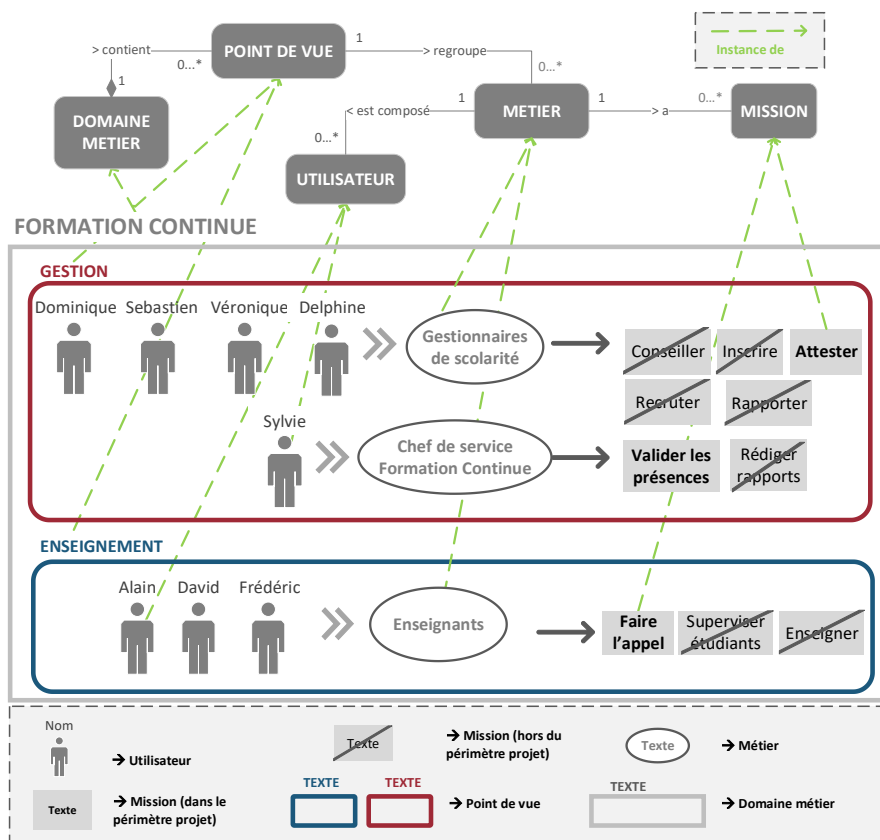 POINT DE VUE
1
> contient
> regroupe
Instance de
0...*
0...*
1
DOMAINE
METIER
< est composé
1
METIER
1
> a
0...*
MISSION
0...*
UTILISATEUR
FORMATION CONTINUE
GESTION
Dominique
Sebastien
Véronique
Delphine
Gestionnaires
de scolarité
Conseiller
Inscrire
Attester
Recruter
Rapporter
Sylvie
Chef de service
Formation Continue
Valider les
présences
Rédiger
rapports
ENSEIGNEMENT
Alain
David
Frédéric
Enseignants
Faire
l'appel
Superviser
étudiants
Enseigner
Nom
→ Utilisateur
Texte
→ Mission (hors du
périmètre projet)
Texte
→ Métier
Texte
→ Mission (dans le
périmètre projet)
TEXTE
TEXTE
→ Point de vue
TEXTE
→ Domaine métier